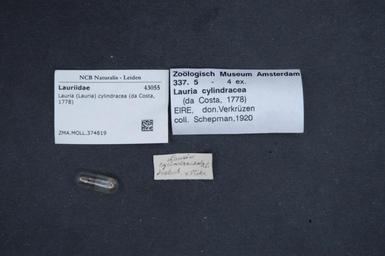 NCB Naturalis - Leiden
Lauriidae 43055
Lauria (Lauria) cylindracea (da Costa,
1778)
ZMA.MOLL.374619
Zoölogisch Museum Amsterdam
337. 5 - 4 ex.
Lauria cylindracea
(da Costa, 1778)
EIRE, don.Verkrüzen
coll. Schepman,1920